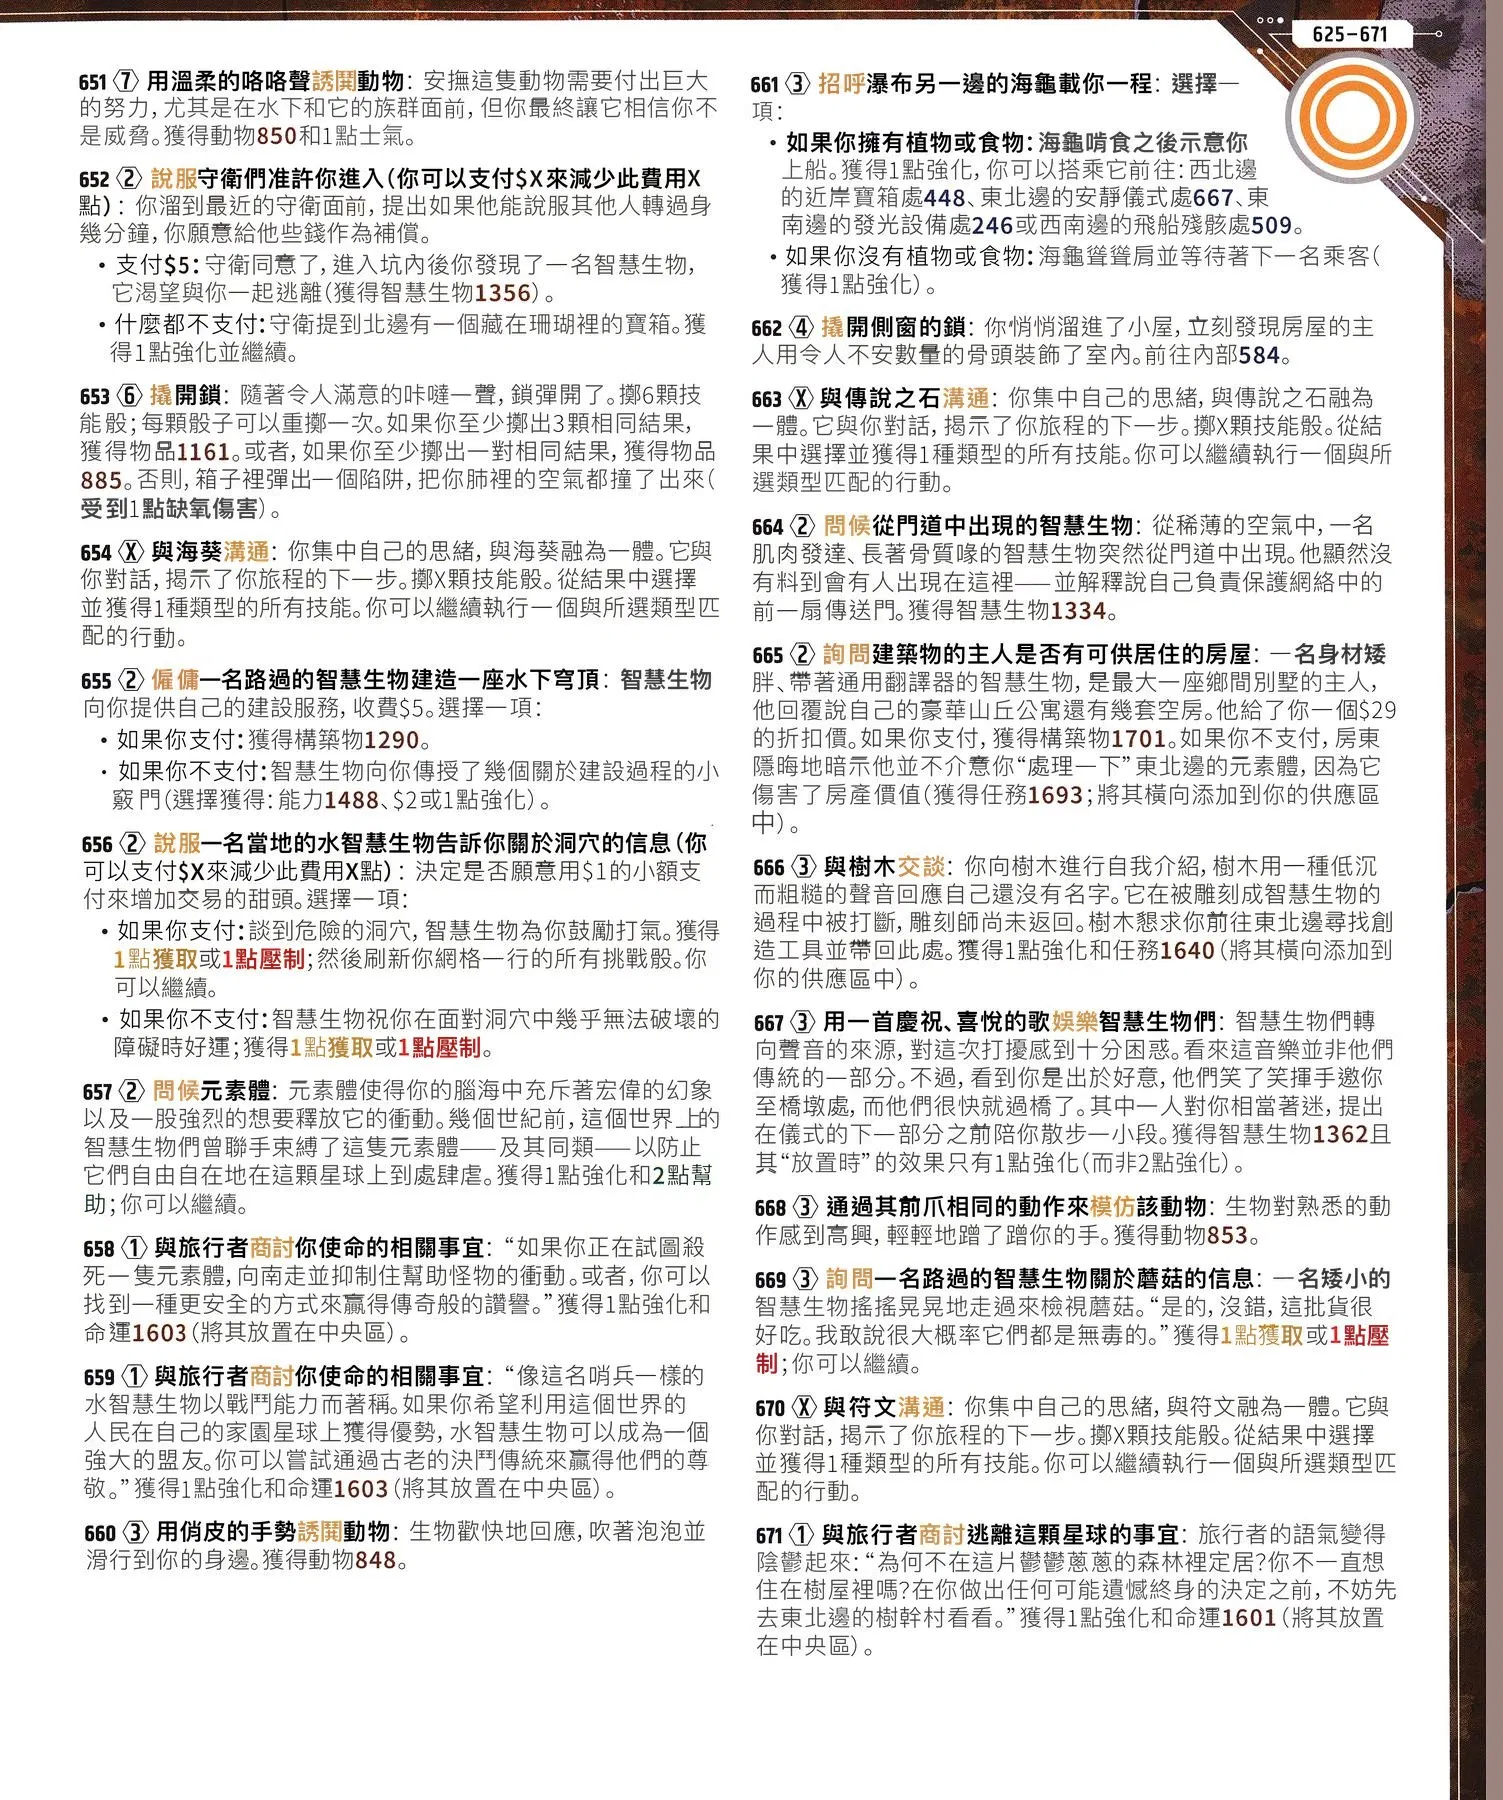 625–671
651 7 用溫柔的咯咯聲誘開動物：安撫這隻動物需要付出巨大
的努力，尤其是在水下和它的族群面前，但你最終讓它相信你不
是威脅。獲得動物850和1點士氣。
652 2 說服守衛們准許你進入（你可以支付$X來減少此費用X
點）：你溜到最近的守衛面前，提出如果他能說服其他人轉過身
幾分鐘，你願意給他些錢作為補償。
• 支付$5：守衛同意了，進入坑內後你發現了一名智慧生物，
它渴望與你一起逃離（獲得智慧生物1356）。
• 什麼都不支付：守衛提到北邊有一個藏在珊瑚裡的寶箱。獲
得1點強化並繼續。
653 6 撬開鎖：隨著令人滿意的咔噠一聲，鎖彈開了。擲6顆技
能骰；每顆骰子可以重擲一次。如果你至少擲出3顆相同結果，
獲得物品1161。或者，如果你至少擲出一對相同結果，獲得物品
885。否則，箱子裡彈出一個陷阱，把你肺裡的空氣都撞了出來（
受到1點缺氧傷害）。
654 X 與海葵溝通：你集中自己的思緒，與海葵融為一體。它與
你對話，揭示了你旅程的下一步。擲X顆技能骰。從結果中選擇
並獲得1種類型的所有技能。你可以繼續執行一個與所選類型匹
配的行動。
655 2 僱傭一名路過的智慧生物建造一座水下穹頂：智慧生物
向你提供自己的建設服務，收費$5。選擇一項：
• 如果你支付：獲得構築物1290。
• 如果你不支付：智慧生物向你傳授了幾個關於建設過程的小
竅門（選擇獲得：能力1488、$2或1點強化）。
656 2 說服一名當地的水智慧生物告訴你關於洞穴的信息（你
可以支付$X來減少此費用X點）：決定是否願意用$1的小額支
付來增加交易的甜頭。選擇一項：
• 如果你支付：談到危險的洞穴，智慧生物為你鼓勵打氣。獲得
1點獲取或1點壓制；然後刷新你網格一行的所有挑戰骰。你
可以繼續。
• 如果你不支付：智慧生物祝你在面對洞穴中幾乎無法破壞的
障礙時好運；獲得1點獲取或1點壓制。
657 2 問候元素體：元素體使得你的腦海中充斥著宏偉的幻象
以及一股強烈的想要釋放它的衝動。幾個世紀前，這個世界上的
智慧生物們曾聯手束縛了這隻元素體——及其同類——以防止
它們自由自在地在這顆星球上到處肆虐。獲得1點強化和2點幫
助；你可以繼續。
658 1 與旅行者商討你使命的相關事宜：“如果你正在試圖殺
死一隻元素體，向南走並抑制住幫助怪物的衝動。或者，你可以
找到一種更安全的方式來贏得傳奇般的讚譽。”獲得1點強化和
命運1603（將其放置在中央區）。
659 1 與旅行者商討你使命的相關事宜：“像這名哨兵一樣的
水智慧生物以戰鬥能力而著稱。如果你希望利用這個世界的
人民在自己的家園星球上獲得優勢，水智慧生物可以成為一個
強大的盟友。你可以嘗試通過古老的決鬥傳統來贏得他們的尊
敬。”獲得1點強化和命運1603（將其放置在中央區）。
660 3 用俏皮的手勢誘開動物：生物歡快地回應，吹著泡泡並
滑行到你的身邊。獲得動物848。
661 3 招呼瀑布另一邊的海龜載你一程：選擇一
項：
• 如果你擁有植物或食物：海龜啃食之後示意你
上船。獲得1點強化，你可以搭乘它前往：西北邊
的近岸寶箱處448、東北邊的安靜儀式處667、東
南邊的發光設備處246或西南邊的飛船殘骸處509。
• 如果你沒有植物或食物：海龜聳聳肩並等待著下一名乘客（
獲得1點強化）。
662 4 撬開側窗的鎖：你悄悄溜進了小屋，立刻發現房屋的主
人用令人不安數量的骨頭裝飾了室內。前往內部584。
663 X 與傳說之石溝通：你集中自己的思緒，與傳說之石融為
一體。它與你對話，揭示了你旅程的下一步。擲X顆技能骰。從結
果中選擇並獲得1種類型的所有技能。你可以繼續執行一個與所
選類型匹配的行動。
664 2 問候從門道中出現的智慧生物：從稀薄的空氣中，一名
肌肉發達、長著骨質喙的智慧生物突然從門道中出現。他顯然沒
有料到會有人出現在這裡——並解釋說自己負責保護網絡中的
前一扇傳送門。獲得智慧生物1334。
665 2 詢問建築物的主人是否有可供居住的房屋：一名身材矮
胖、帶著通用翻譯器的智慧生物，是最大一座鄉間別墅的主人，
他回覆說自己的豪華山丘公寓還有幾套空房。他給了你一個$29
的折扣價。如果你支付，獲得構築物1701。如果你不支付，房東
隱晦地暗示他並不介意你“處理一下”東北邊的元素體，因為它
傷害了房產價值（獲得任務1693；將其橫向添加到你的供應區
中）。
666 3 與樹木交談：你向樹木進行自我介紹，樹木用一種低沉
而粗糙的聲音回應自己還沒有名字。它在被雕刻成智慧生物的
過程中被打斷，雕刻師尚未返回。樹木懇求你前往東北邊尋找創
造工具並帶回此處。獲得1點強化和任務1640（將其橫向添加到
你的供應區中）。
667 3 用一首慶祝、喜悅的歌娛樂智慧生物們：智慧生物們轉
向聲音的來源，對這次打擾感到十分困惑。看來這音樂並非他們
傳統的一部分。不過，看到你是出於好意，他們笑了笑揮手邀你
至橋墩處，而他們很快就過橋了。其中一人對你相當著迷，提出
在儀式的下一部分之前陪你散步一小段。獲得智慧生物1362且
其“放置時”的效果只有1點強化（而非2點強化）。
668 3 通過其前爪相同的動作來模仿該動物：生物對熟悉的動
作感到高興，輕輕地蹭了蹭你的手。獲得動物853。
669 3 詢問一名路過的智慧生物關於蘑菇的信息：一名矮小的
智慧生物搖搖晃晃地走過來檢視蘑菇。“是的，沒錯，這批貨很
好吃。我敢說很大概率它們都是無毒的。”獲得1點獲取或1點壓
制；你可以繼續。
670 X 與符文溝通：你集中自己的思緒，與符文融為一體。它與
你對話，揭示了你旅程的下一步。擲X顆技能骰。從結果中選擇
並獲得1種類型的所有技能。你可以繼續執行一個與所選類型匹
配的行動。
671 1 與旅行者商討逃離這顆星球的事宜：旅行者的語氣變得
陰鬱起來：“為何不在這片鬱鬱蔥蔥的森林裡定居？你不一直想
住在樹屋裡嗎？在你做出任何可能遺憾終身的決定之前，不妨先
去東北邊的樹幹村看看。”獲得1點強化和命運1601（將其放置
在中央區）。